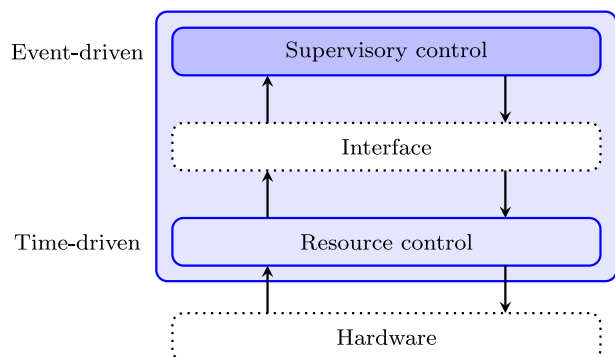 Event-driven
Supervisory control
Interface
Time-driven
Resource control
Hardware